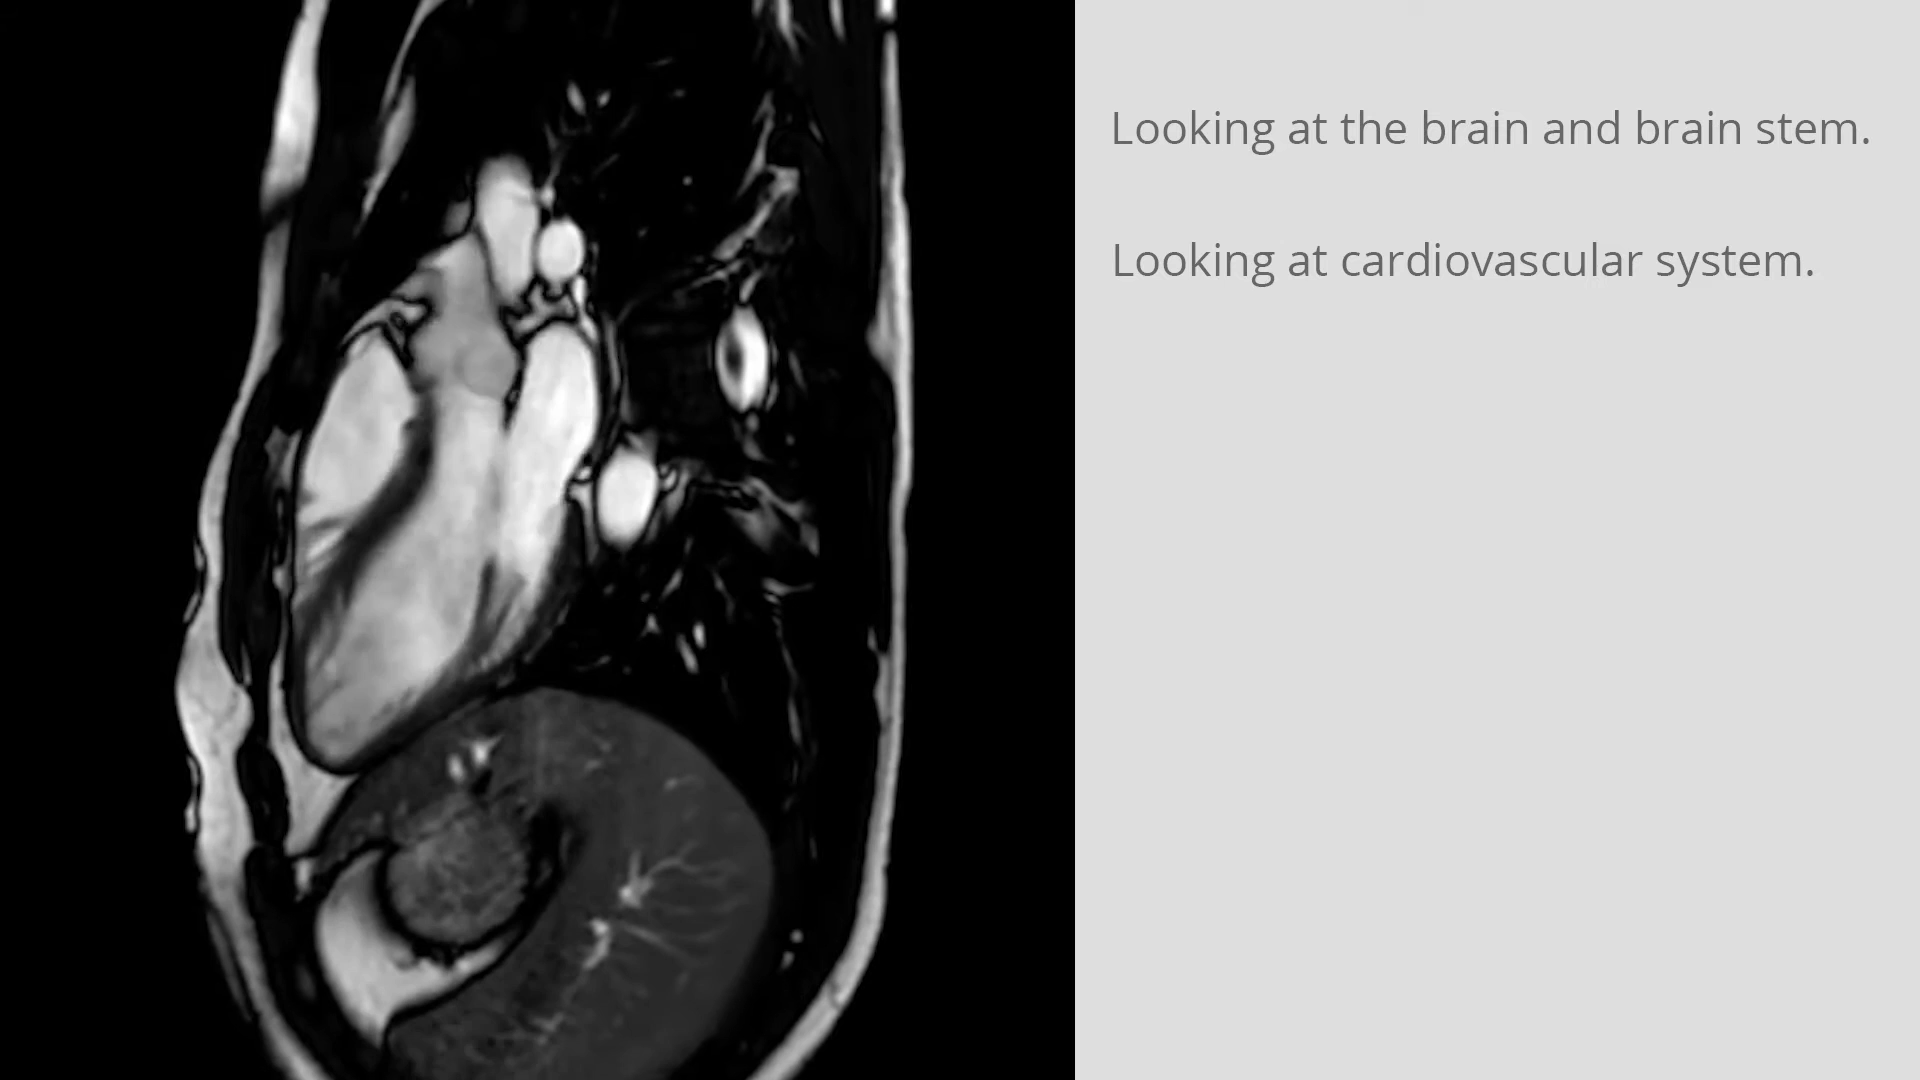 Looking at the brain and brain stem.
Looking at cardiovascular system.